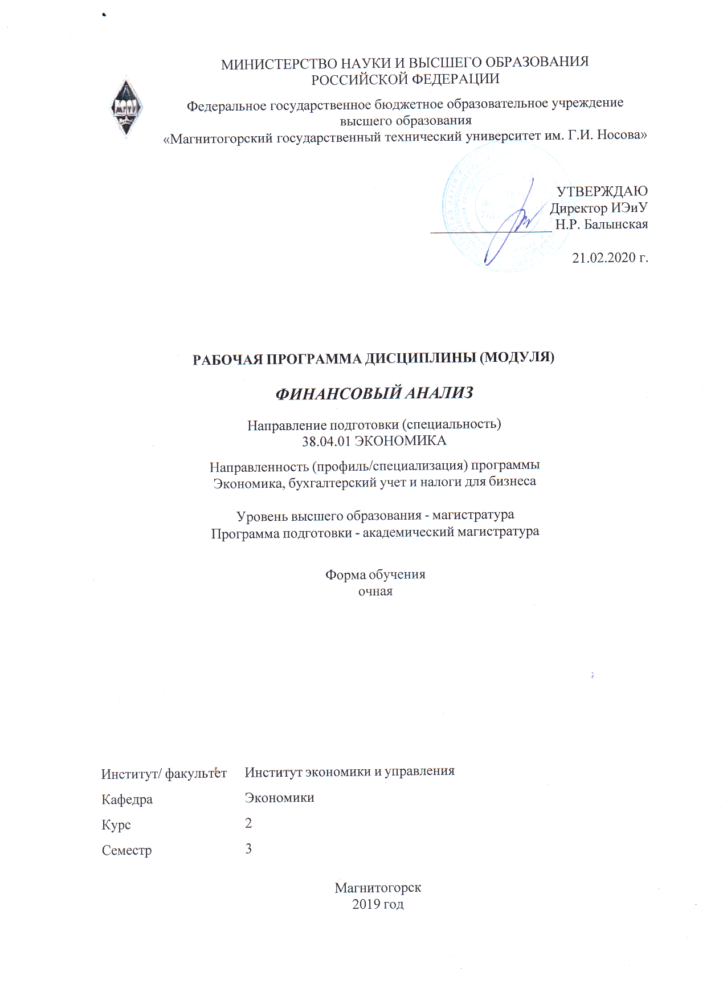 МИНИСТЕРСТВО НАУКИ И ВЫСШЕГО ОБРАЗОВАНИЯ
РОССИЙСКОЙ ФЕДЕРАЦИИ
Федеральное государственное бюджетное образовательное учреждение
высшего образования
«Магнитогорский государственный технический университет им. Г.И. Носова»
УТВЕРЖДАЮ
Директор ИЭиУ
Н.Р. Балынская
21.02.2020 г.
РАБОЧАЯ ПРОГРАММА ДИСЦИПЛИНЫ (МОДУЛЯ)
ФИНАНСОВЫЙ АНАЛИЗ
Направление подготовки (специальность)
38.04.01 ЭКОНОМИКА
Направленность (профиль/специализация) программы
Экономика, бухгалтерский учет и налоги для бизнеса
Уровень высшего образования - магистратура
Программа подготовки - академический магистратура
Форма обучения
очная
Институт/ факультет Институт экономики и управления
Кафедра Экономики
Курс 2
Семестр 3
Магнитогорск
2019 год